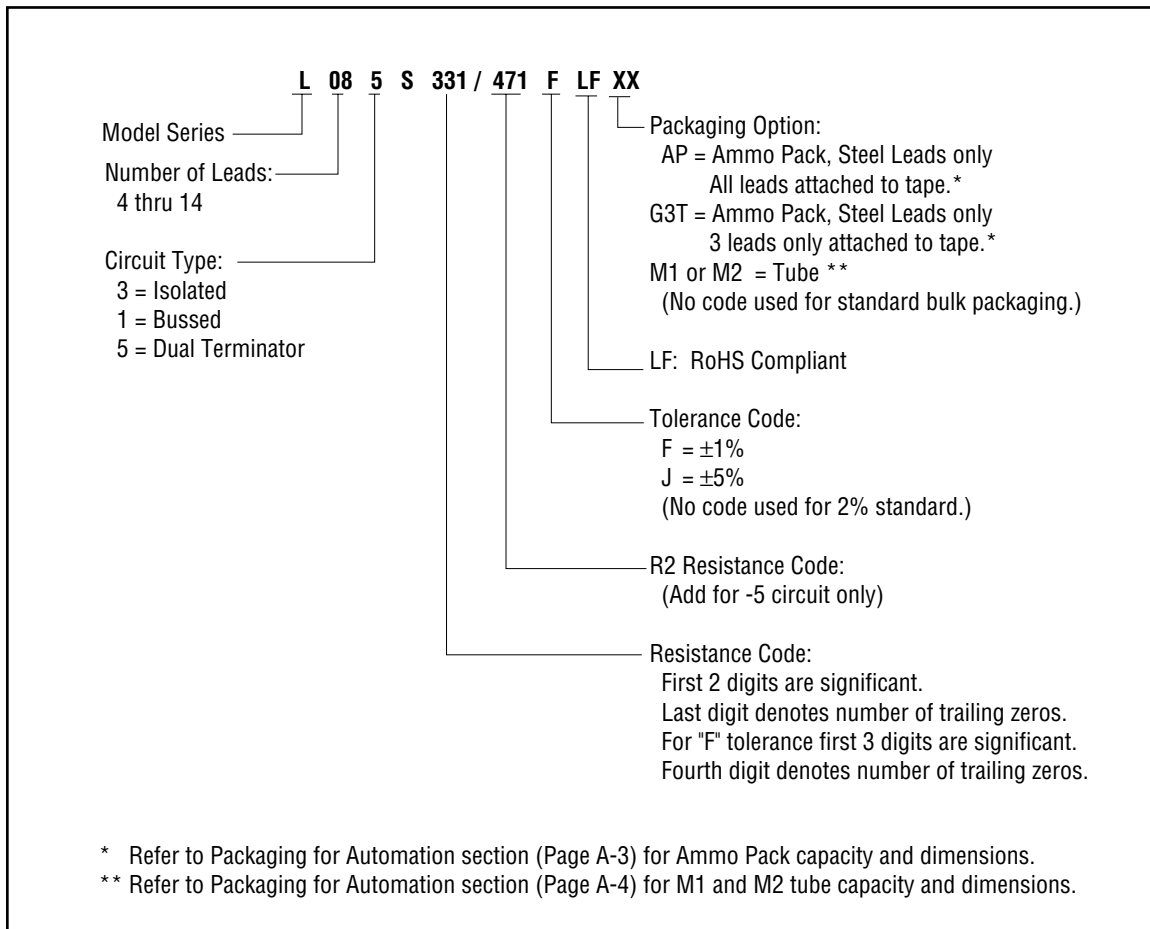 L 08 5 S 331 / 471 F LF XX
Model Series
Number of Leads:
4 thru 14
Circuit Type:
3 = Isolated
1 = Bussed
5 = Dual Terminator
Packaging Option:
AP = Ammo Pack, Steel Leads only
All leads attached to tape.*
G3T = Ammo Pack, Steel Leads only
3 leads only attached to tape.*
M1 or M2 = Tube **
(No code used for standard bulk packaging.)
LF: RoHS Compliant
Tolerance Code:
F = ±1%
J = ±5%
(No code used for 2% standard.)
R2 Resistance Code:
(Add for -5 circuit only)
Resistance Code:
First 2 digits are significant.
Last digit denotes number of trailing zeros.
For "F" tolerance first 3 digits are significant.
Fourth digit denotes number of trailing zeros.
* Refer to Packaging for Automation section (Page A-3) for Ammo Pack capacity and dimensions.
** Refer to Packaging for Automation section (Page A-4) for M1 and M2 tube capacity and dimensions.